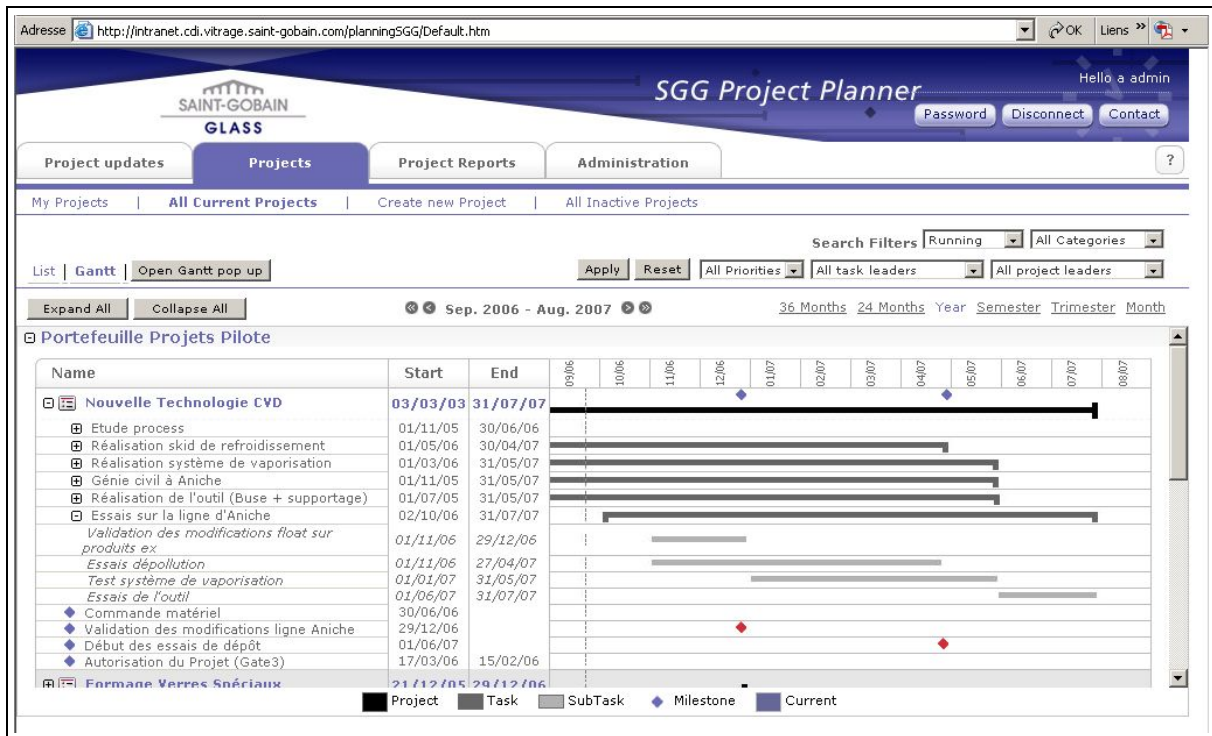 Adresse http://intranet.cdi.vitrage.saint-gobain.com/planningSGG/Default.htm OK Liens »
SAINT-GOBAIN
GLASS
SGG Project Planner
Hello a admin
Password Disconnect Contact
Project updates Projects Project Reports Administration ?
My Projects | All Current Projects | Create new Project | All Inactive Projects
Search Filters Running All Categories
List | Gantt | Open Gantt pop up Apply Reset All Priorities All task leaders All project leaders
Expand All Collapse All Sep. 2006 - Aug. 2007 36 Months 24 Months Year Semester Trimester Month
Portefeuille Projets Pilote
Name Start End 09/06 10/06 11/06 12/06 01/07 02/07 03/07 04/07 05/07 06/07 07/07 08/07
Nouvelle Technologie CVD 03/03/03 31/07/07
Etude process 01/11/05 30/06/06
Réalisation skid de refroidissement 01/05/06 30/04/07
Réalisation système de vaporisation 01/03/06 31/05/07
Génie civil à Aniche 01/11/05 31/05/07
Réalisation de l'outil (Buse + supportage) 01/07/05 31/05/07
Essais sur la ligne d'Aniche 02/10/06 31/07/07
Validation des modifications float sur
produits ex 01/11/06 29/12/06
Essais dépollution 01/11/06 27/04/07
Test système de vaporisation 01/01/07 31/05/07
Essais de l'outil 01/06/07 31/07/07
Commande matériel 30/06/06
Validation des modifications ligne Aniche 29/12/06
Début des essais de dépôt 01/06/07
Autorisation du Projet (Gate3) 17/03/06 15/02/06
Formage Verres Spéciaux 21/12/05 29/12/06
Project Task SubTask Milestone Current